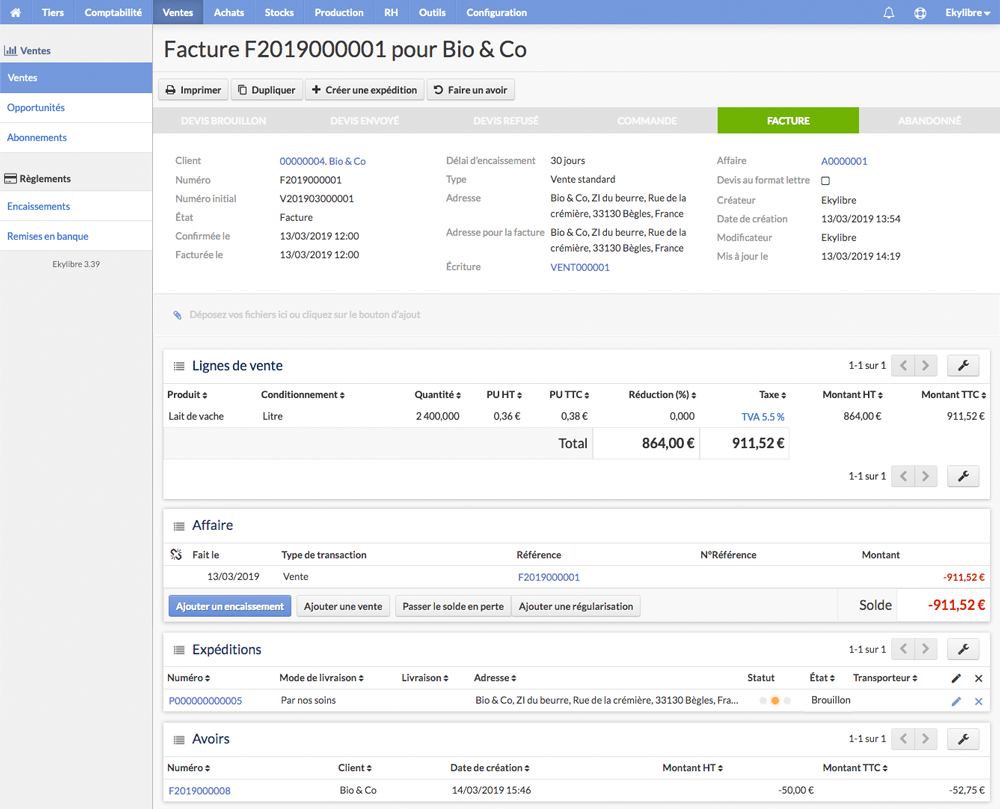 Tiers Comptabilité Ventes Achats Stocks Production RH Outils Configuration Ekylibre
Ventes
Ventes
Opportunités
Abonnements
Règlements
Encaissements
Remises en banque
Ekylibre 3.39
Facture F2019000001 pour Bio & Co
Imprimer Dupliquer Créer une expédition Faire un avoir
DEVIS BROUILLON DEVIS ENVOYÉ DEVIS REFUSÉ COMMANDE FACTURE ABANDONNÉ
Client 00000004. Bio & Co
Numéro F2019000001
Numéro initial V201903000001
État Facture
Confirmée le 13/03/2019 12:00
Facturée le 13/03/2019 12:00
Délai d'encaissement 30 jours
Type Vente standard
Adresse Bio & Co, ZI du beurre, Rue de la
crémière, 33130 Bègles, France
Adresse pour la facture Bio & Co, ZI du beurre, Rue de la
crémière, 33130 Bègles, France
Écriture VENT000001
Affaire A0000001
Devis au format lettre
Créateur Ekylibre
Date de création 13/03/2019 13:54
Modificateur Ekylibre
Mis à jour le 13/03/2019 14:19
Déposez vos fichiers ici ou cliquez sur le bouton d'ajout
Lignes de vente 1-1 sur 1
Produit Conditionnement Quantité PU HT PU TTC Réduction (%) Taxe Montant HT Montant TTC
Lait de vache Litre 2 400,000 0,36 € 0,38 € 0,000 TVA 5.5 % 864,00 € 911,52 €
Total 864,00 € 911,52 €
1-1 sur 1
Affaire
Fait le Type de transaction Référence N°Référence Montant
13/03/2019 Vente F2019000001 -911,52 €
Ajouter un encaissement Ajouter une vente Passer le solde en perte Ajouter une régularisation Solde -911,52 €
Expéditions 1-1 sur 1
Numéro Mode de livraison Livraison Adresse Statut État Transporteur
P000000000005 Par nos soins Bio & Co, ZI du beurre, Rue de la crémière, 33130 Bègles, Fra... Brouillon
Avoirs 1-1 sur 1
Numéro Client Date de création Montant HT Montant TTC
F2019000008 Bio & Co 14/03/2019 15:46 -50,00 € -52,75 €